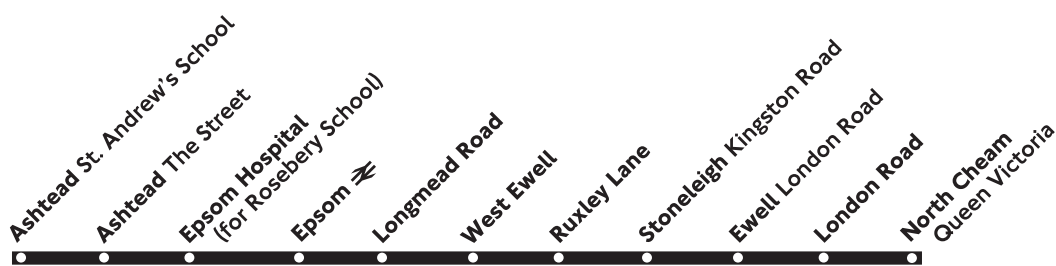 Ashtead St. Andrew's School
Ashtead The Street
Epsom Hospital
(for Rosebery School)
Epsom
Longmead Road
West Ewell
Ruxley Lane
Stoneleigh Kingston Road
Ewell London Road
London Road
North Cheam
Queen Victoria